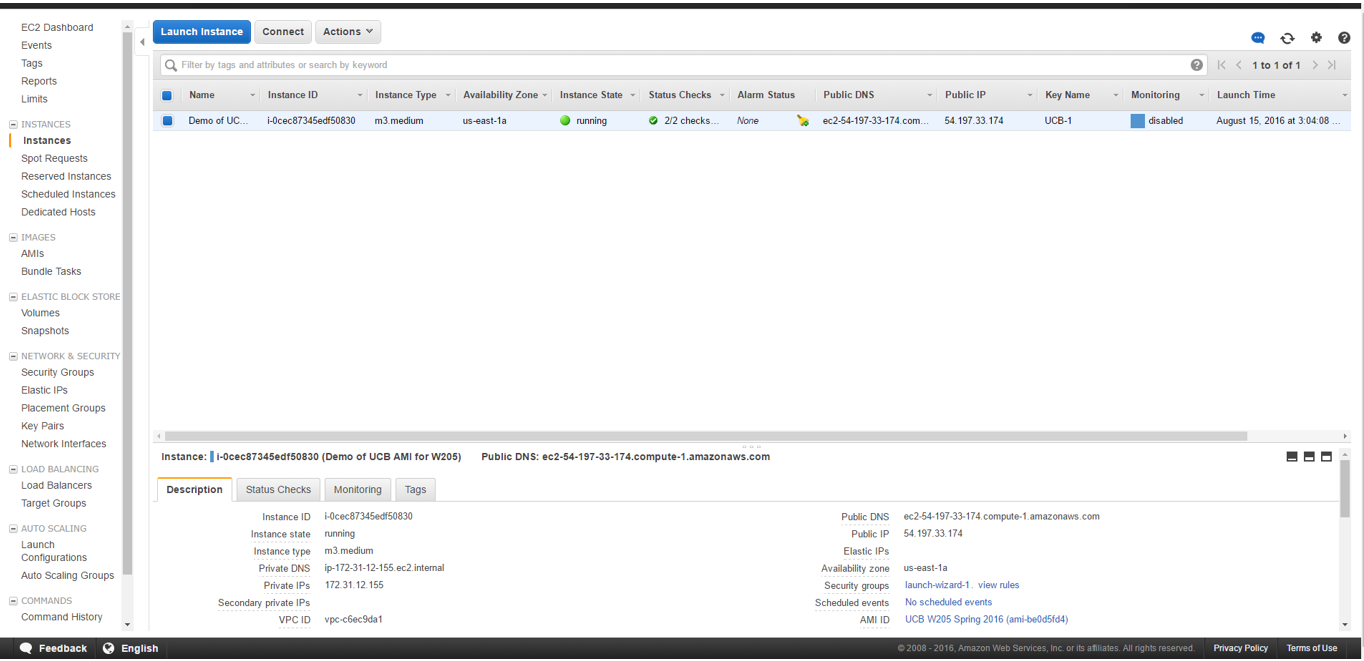 EC2 Dashboard
Events
Tags
Reports
Limits
INSTANCES
Instances
Spot Requests
Reserved Instances
Scheduled Instances
Dedicated Hosts
IMAGES
AMIs
Bundle Tasks
ELASTIC BLOCK STORE
Volumes
Snapshots
NETWORK & SECURITY
Security Groups
Elastic IPs
Placement Groups
Key Pairs
Network Interfaces
LOAD BALANCING
Load Balancers
Target Groups
AUTO SCALING
Launch
Configurations
Auto Scaling Groups
COMMANDS
Command History
Launch Instance Connect Actions
Filter by tags and attributes or search by keyword 1 to 1 of 1
Name Instance ID Instance Type Availability Zone Instance State Status Checks Alarm Status Public DNS Public IP Key Name Monitoring Launch Time
Demo of UC... i-0cec87345edf50830 m3.medium us-east-1a running 2/2 checks... None ec2-54-197-33-174.com... 54.197.33.174 UCB-1 disabled August 15, 2016 at 3:04:08 ...
Instance: i-0cec87345edf50830 (Demo of UCB AMI for W205) Public DNS: ec2-54-197-33-174.compute-1.amazonaws.com
Description Status Checks Monitoring Tags
Instance ID i-0cec87345edf50830 Public DNS ec2-54-197-33-174.compute-1.amazonaws.com
Instance state running Public IP 54.197.33.174
Instance type m3.medium Elastic IPs
Private DNS ip-172-31-12-155.ec2.internal Availability zone us-east-1a
Private IPs 172.31.12.155 Security groups launch-wizard-1. view rules
Secondary private IPs Scheduled events No scheduled events
VPC ID vpc-c6ec9da1 AMI ID UCB W205 Spring 2016 (ami-be0d5fd4)
Feedback English © 2008 - 2016, Amazon Web Services, Inc. or its affiliates. All rights reserved. Privacy Policy Terms of Use